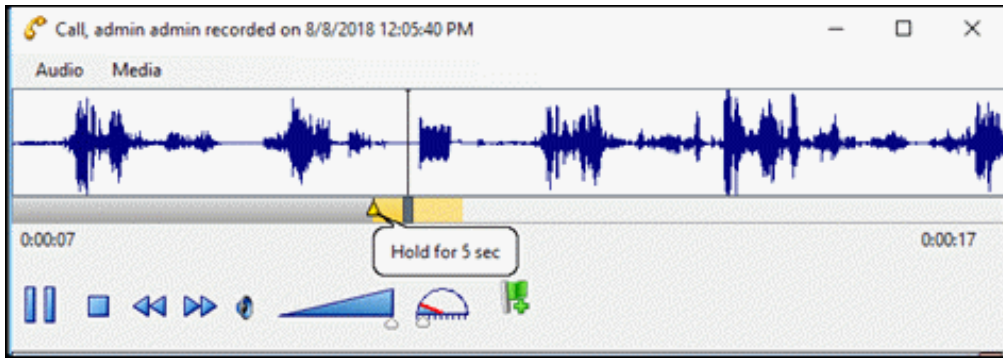 Call, admin admin recorded on 8/8/2018 12:05:40 PM
Audio Media
0:00:07 0:00:17
Hold for 5 sec